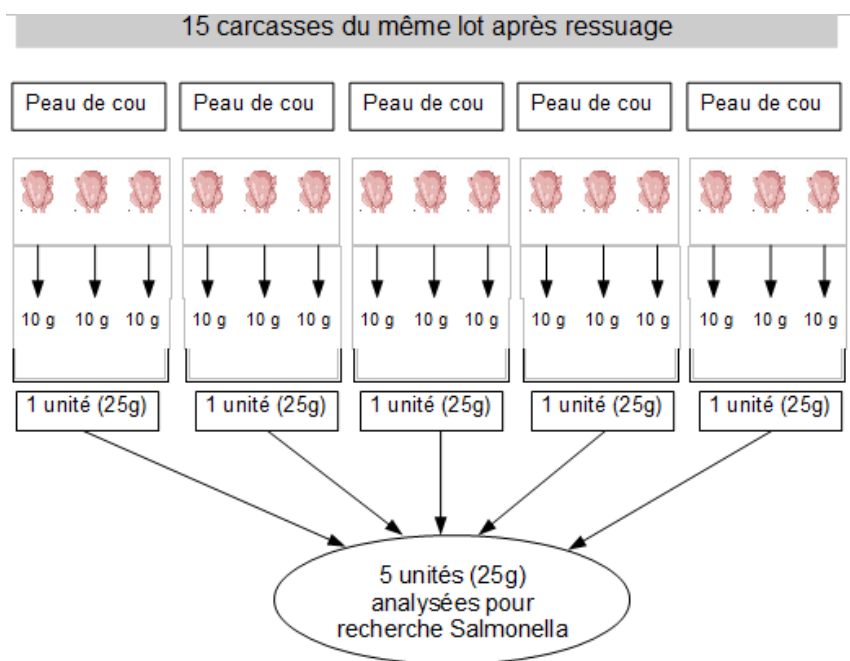 15 carcasses du même lot après ressuage
Peau de cou Peau de cou Peau de cou Peau de cou Peau de cou
10 g 10 g 10 g 10 g 10 g 10 g 10 g 10 g 10 g 10 g 10 g 10 g 10 g 10 g 10 g
1 unité (25g) 1 unité (25g) 1 unité (25g) 1 unité (25g) 1 unité (25g)
5 unités (25g)
analysées pour
recherche Salmonella